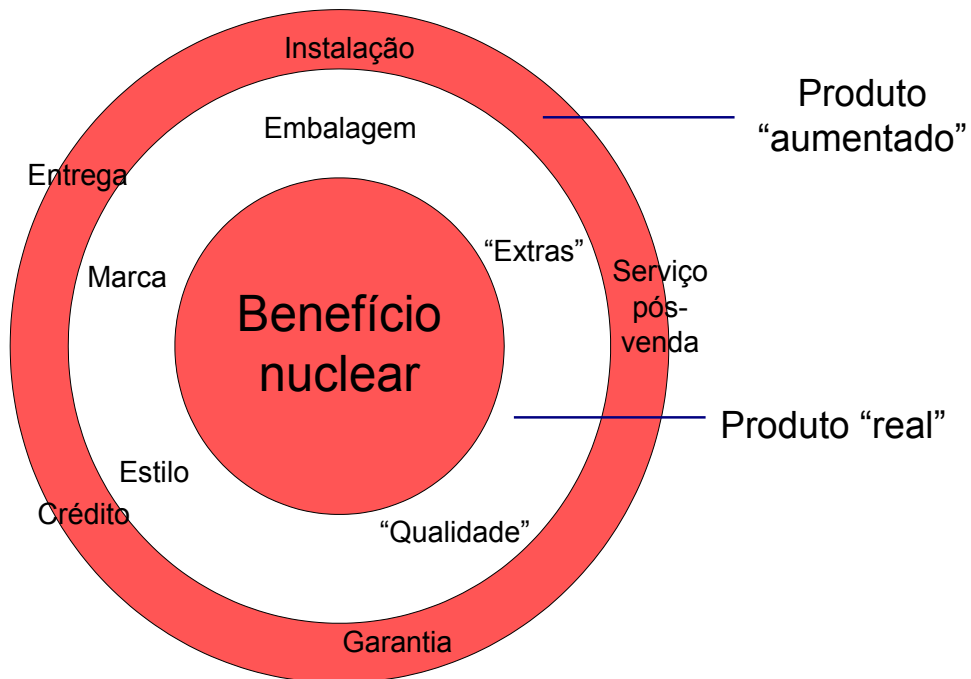 Instalação
Produto
“aumentado”
Embalagem
Entrega
“Extras”
Marca
Serviço
pós-
venda
Benefício
nuclear
Produto “real”
Estilo
Crédito
“Qualidade”
Garantia